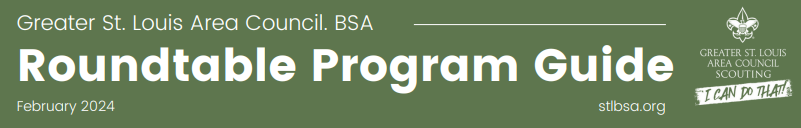 Greater St. Louis Area Council. BSA
Roundtable Program Guide
February 2024
stlbsa.org
GREATER ST. LOUIS
AREA COUNCIL
SCOUTING
"I CAN DO THAT!"